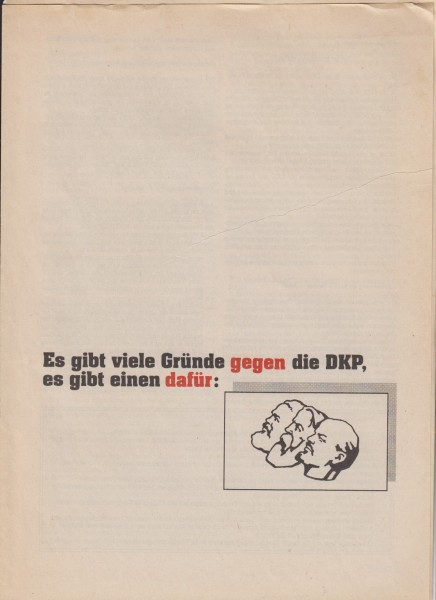 Es gibt viele Gründe gegen die DKP,
es gibt einen dafür: